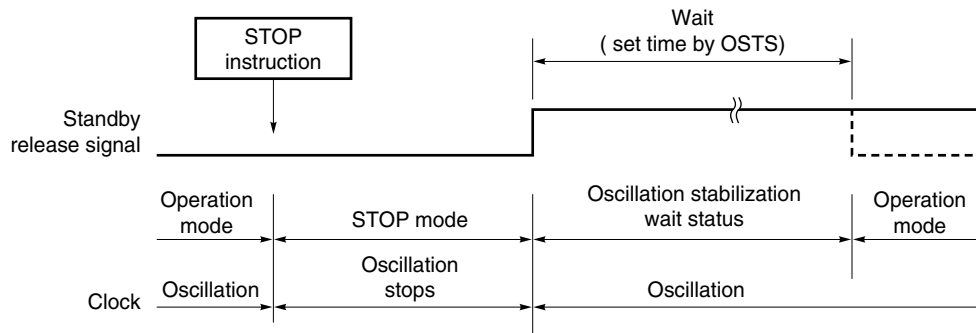 Wait
( set time by OSTS)
STOP
instruction
Standby
release signal
Operation
mode
STOP mode
Oscillation stabilization
wait status
Operation
mode
Clock
Oscillation
Oscillation
stops
Oscillation